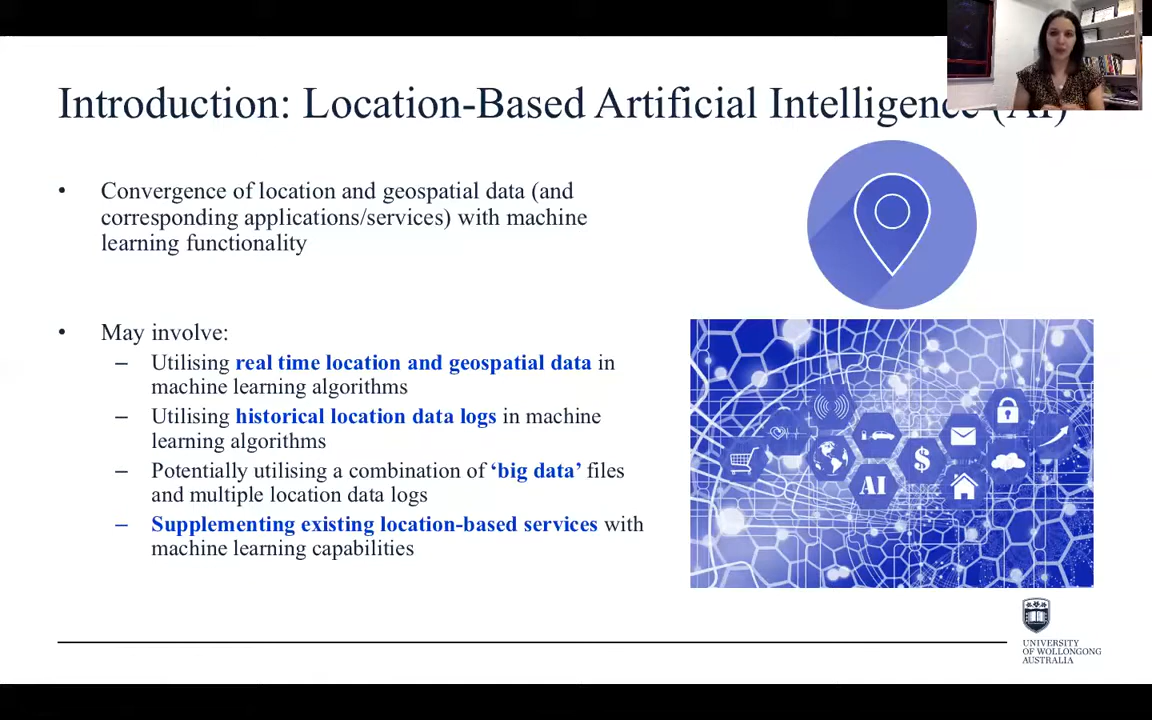 Introduction: Location-Based Artificial Intelligence (AI)
• Convergence of location and geospatial data (and
corresponding applications/services) with machine
learning functionality
• May involve:
– Utilising real time location and geospatial data in
machine learning algorithms
– Utilising historical location data logs in machine
learning algorithms
– Potentially utilising a combination of ‘big data’ files
and multiple location data logs
– Supplementing existing location-based services with
machine learning capabilities
$
AI
UNIVERSITY
OF WOLLONGONG
AUSTRALIA